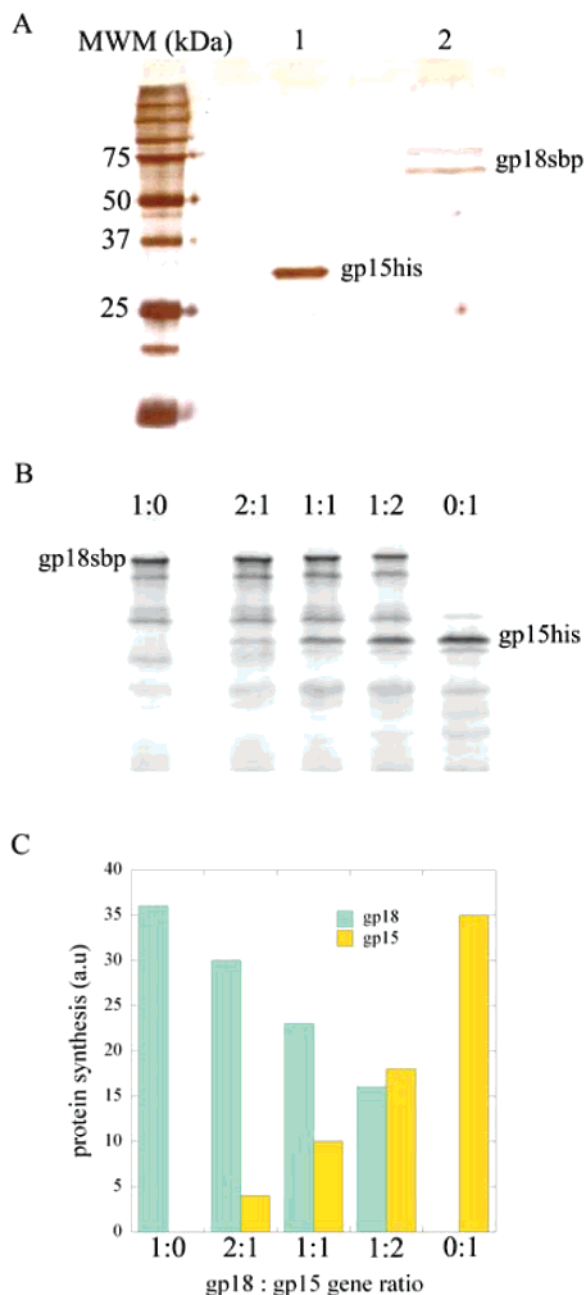 A
MWM (kDa) 1 2
75
50
37
25
gp18sbp
gp15his
B
1:0 2:1 1:1 1:2 0:1
gp18sbp
gp15his
C
40
35
30
25
20
15
10
5
0
protein synthesis (a.u)
gp18
gp15
1:0 2:1 1:1 1:2 0:1
gp18 : gp15 gene ratio